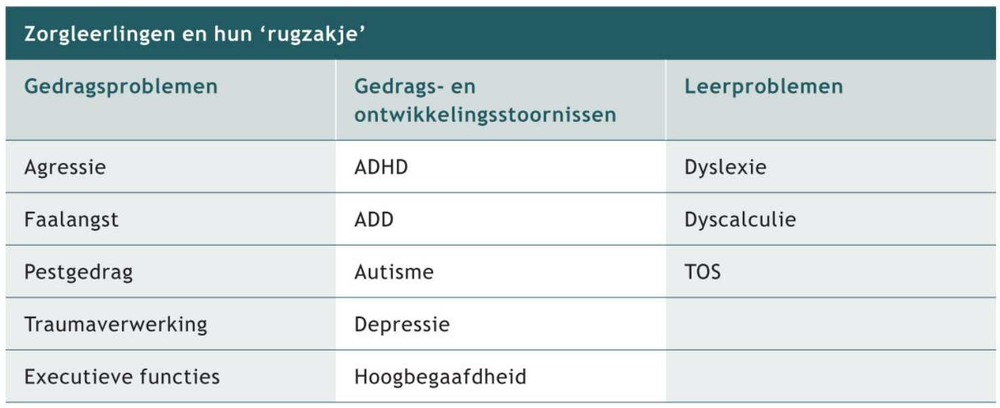 Zorgleerlingen en hun ‘rugzakje’
Gedragsproblemen
Gedrags- en
ontwikkelingsstoornissen
Leerproblemen
Agressie
ADHD
Dyslexie
Faalangst
ADD
Dyscalculie
Pestgedrag
Autisme
TOS
Traumaverwerking
Depressie
Executieve functies
Hoogbegaafdheid